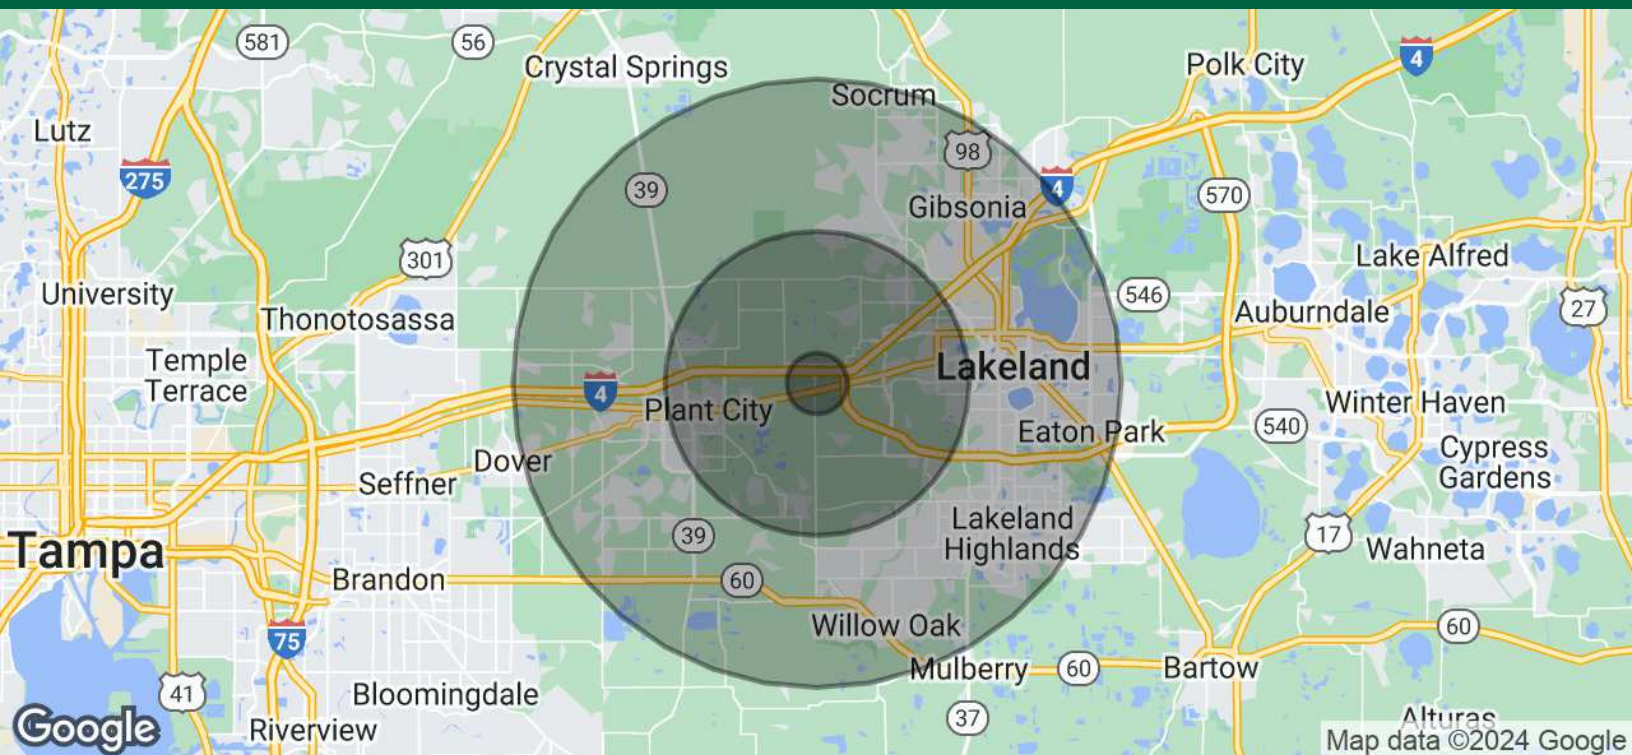 581
56
Crystal Springs
Polk City
4
Socrum
Lutz
98
275
39
4
570
Gibsonia
301
Lake Alfred
University
546
27
Thonotosassa
Auburndale
Temple
Terrace
Lakeland
4
Plant City
Winter Haven
Eaton Park
540
Cypress
Gardens
Dover
Seffner
Lakeland
Highlands
39
17
Tampa
Wahneta
Brandon
60
Willow Oak
60
75
Mulberry
60
Bartow
41
Bloomingdale
37
Alturas
Google
Riverview
Map data ©2024 Google